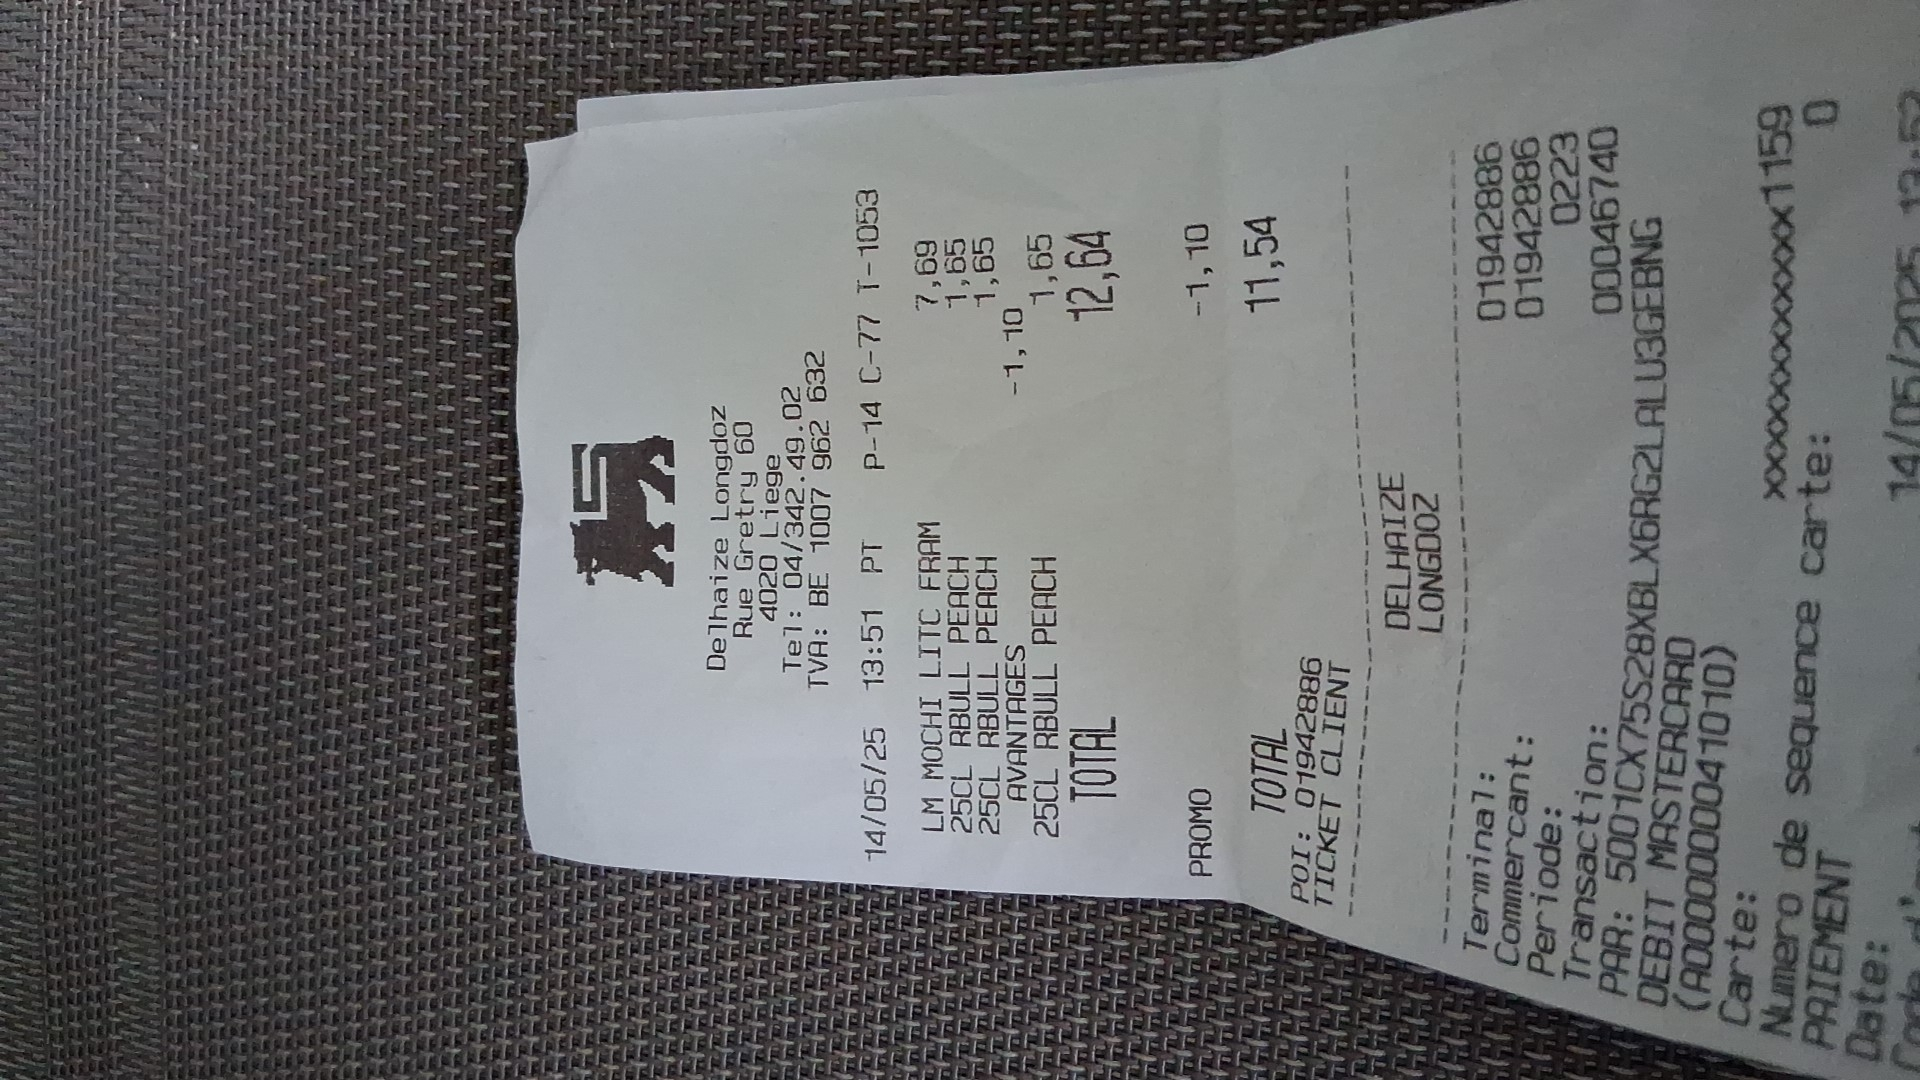 Delhaize Longdoz
Rue Gretry 60
4020 Liege
Tel: 04/342.49.02
TVA: BE 1007 962 632
14/05/25 13:51 PT P-14 C-77 T-1053
LM MOCHI LITC FRAM 7,69
25CL RBULL PEACH 1,65
25CL RBULL PEACH 1,65
AVANTAGES -1,10
25CL RBULL PEACH 1,65
TOTAL 12,64
PROMO -1,10
TOTAL 11,54
POI: 01942886
TICKET CLIENT
DELHAIZE
LONGDOZ
Terminal: 01942886
Commercant: 01942886
Periode: 0223
Transaction: 00046740
PAR: 5001CX75S28XBLX6RG2LALU3GEBNG
DEBIT MASTERCARD
(A0000000041010)
Carte: xxxxxxxxxxxxxxx1159
Numero de sequence carte: 0
PAIEMENT
Date: 14/05/2025 13:52